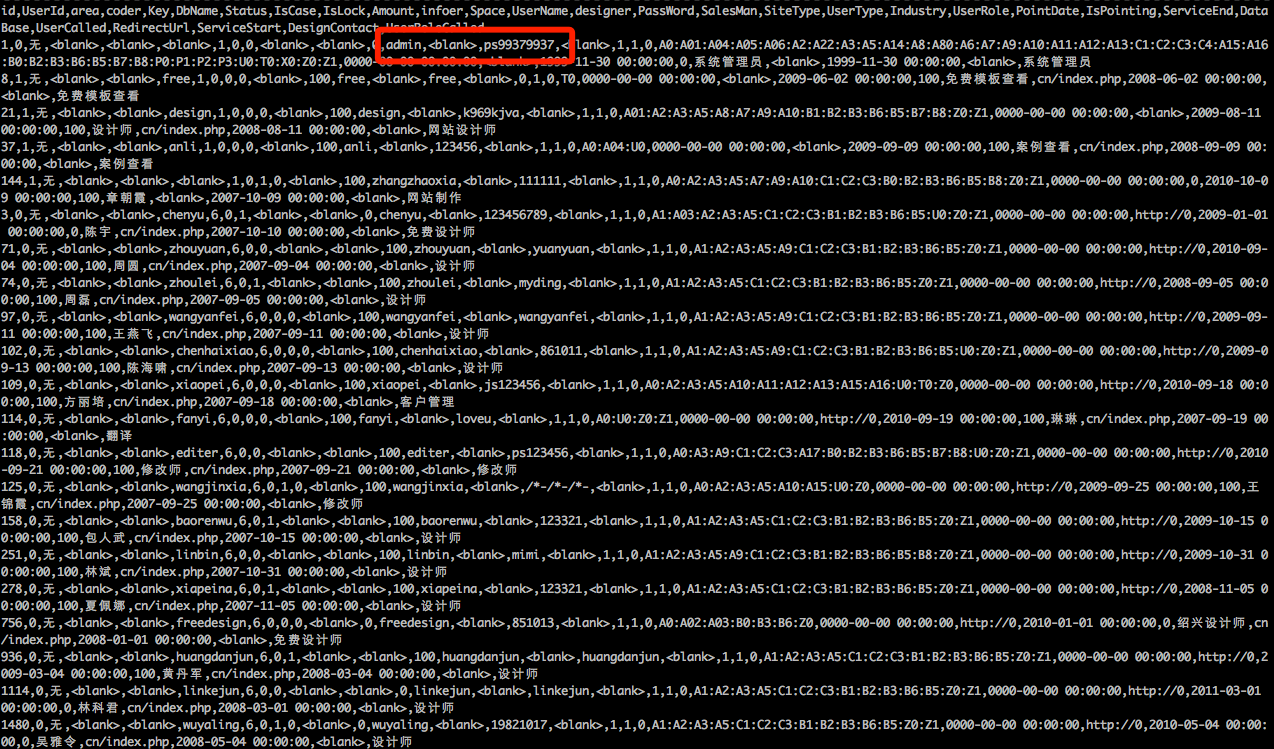 id,UserId,area,coder,Key,DbName,Status,IsCase,IsLock,Amount,infoer,Space,UserName,designer,PassWord,SalesMan,SiteType,UserType,Industry,UserRole,PointDate,IsPointing,ServiceEnd,Data
Base,UserCalled,RedirectUrl,ServiceStart,DesignContact,UserRoleCalled
1,0,无,<blank>,<blank>,<blank>,<blank>,<blank>,0,admin,<blank>,ps99379937,<blank>,1,1,0,A0:A01:A04:A05:A06:A2:A22:A3:A5:A14:A8:A80:A6:A7:A9:A10:A11:A12:A13:C1:C2:C3:C4:A15:A16
:B0:B2:B3:B6:B5:B7:B8:P0:P1:P2:P3:U0:T0:X0:Z0:Z1,0000-00-00 00:00:00,<blank>,1999-11-30 00:00:00,0,系统管理员,<blank>,1999-11-30 00:00:00,<blank>,系统管理员
8,1,无,<blank>,<blank>,free,1,0,0,0,<blank>,100,free,<blank>,free,<blank>,0,1,0,T0,0000-00-00 00:00:00,<blank>,2009-06-02 00:00:00,100,免费模板查看,cn/index.php,2008-06-02 00:00:00,
<blank>,免费模板查看
21,1,无,<blank>,<blank>,design,1,0,0,0,<blank>,100,design,<blank>,k969kjva,<blank>,1,1,0,A01:A2:A3:A5:A8:A7:A9:A10:B1:B2:B3:B6:B5:B7:B8:Z0:Z1,0000-00-00 00:00:00,<blank>,2009-08-11
00:00:00,100,设计师,cn/index.php,2008-08-11 00:00:00,<blank>,网站设计师
37,1,无,<blank>,<blank>,anli,1,0,0,0,<blank>,100,anli,<blank>,123456,<blank>,1,1,0,A0:A04:U0,0000-00-00 00:00:00,<blank>,2009-09-09 00:00:00,100,案例查看,cn/index.php,2008-09-09 00:
00:00,<blank>,案例查看
144,1,无,<blank>,<blank>,<blank>,1,0,1,0,<blank>,100,zhangzhaoxia,<blank>,111111,<blank>,1,1,0,A0:A2:A3:A5:A7:A9:A10:C1:C2:C3:B0:B2:B3:B6:B5:B8:Z0:Z1,0000-00-00 00:00:00,0,2010-10-0
9 00:00:00,100,章朝霞,<blank>,2007-10-09 00:00:00,<blank>,网站制作
3,0,无,<blank>,<blank>,chenyu,6,0,1,<blank>,<blank>,0,chenyu,<blank>,123456789,<blank>,1,1,0,A1:A03:A2:A3:A5:C1:C2:C3:B1:B2:B3:B6:B5:U0:Z0:Z1,0000-00-00 00:00:00,http://0,2009-01-01
00:00:00,0,陈宇,cn/index.php,2007-10-10 00:00:00,<blank>,免费设计师
71,0,无,<blank>,<blank>,zhouyuan,6,0,0,<blank>,<blank>,100,zhouyuan,<blank>,yuanyuan,<blank>,1,1,0,A1:A2:A3:A5:A9:C1:C2:C3:B1:B2:B3:B6:B5:Z0:Z1,0000-00-00 00:00:00,http://0,2010-09-
04 00:00:00,100,周圆,cn/index.php,2007-09-04 00:00:00,<blank>,设计师
74,0,无,<blank>,<blank>,zhoulei,6,0,1,<blank>,<blank>,100,zhoulei,<blank>,myding,<blank>,1,1,0,A1:A2:A3:A5:C1:C2:C3:B1:B2:B3:B6:B5:Z0:Z1,0000-00-00 00:00:00,http://0,2008-09-05 00:0
0:00,100,周磊,cn/index.php,2007-09-05 00:00:00,<blank>,设计师
97,0,无,<blank>,<blank>,wangyanfei,6,0,0,0,<blank>,100,wangyanfei,<blank>,wangyanfei,<blank>,1,1,0,A1:A2:A3:A5:A9:C1:C2:C3:B1:B2:B3:B6:B5:Z0:Z1,0000-00-00 00:00:00,http://0,2009-09-
11 00:00:00,100,王燕飞,cn/index.php,2007-09-11 00:00:00,<blank>,设计师
102,0,无,<blank>,<blank>,chenhaixiao,6,0,0,0,<blank>,100,chenhaixiao,<blank>,861011,<blank>,1,1,0,A1:A2:A3:A5:A9:C1:C2:C3:B1:B2:B3:B6:B5:U0:Z0:Z1,0000-00-00 00:00:00,http://0,2009-0
9-13 00:00:00,100,陈海啸,cn/index.php,2007-09-13 00:00:00,<blank>,设计师
109,0,无,<blank>,<blank>,xiaopei,6,0,0,0,<blank>,100,xiaopei,<blank>,js123456,<blank>,1,1,0,A0:A2:A3:A5:A10:A11:A12:A13:A15:A16:U0:T0:Z0,0000-00-00 00:00:00,http://0,2010-09-18 00:0
0:00,100,方丽培,cn/index.php,2007-09-18 00:00:00,<blank>,客户管理
114,0,无,<blank>,<blank>,fanyi,6,0,0,0,<blank>,100,fanyi,<blank>,loveu,<blank>,1,1,0,A0:U0:Z0:Z1,0000-00-00 00:00:00,http://0,2010-09-19 00:00:00,100,琳琳,cn/index.php,2007-09-19 00
:00:00,<blank>,翻译
118,0,无,<blank>,<blank>,editer,6,0,0,<blank>,<blank>,100,editer,<blank>,ps123456,<blank>,1,1,0,A0:A3:A9:C1:C2:C3:A17:B0:B2:B3:B6:B5:B7:B8:U0:Z0:Z1,0000-00-00 00:00:00,http://0,2010
-09-21 00:00:00,100,修改师,cn/index.php,2007-09-21 00:00:00,<blank>,修改师
125,0,无,<blank>,<blank>,wangjinxia,6,0,1,0,<blank>,100,wangjinxia,<blank>,/*-/*-/*-,<blank>,1,1,0,A0:A2:A3:A5:A10:A15:U0:Z0,0000-00-00 00:00:00,http://0,2009-09-25 00:00:00,100,王
锦霞,cn/index.php,2007-09-25 00:00:00,<blank>,修改师
158,0,无,<blank>,<blank>,baorenwu,6,0,1,<blank>,<blank>,100,baorenwu,<blank>,123321,<blank>,1,1,0,A1:A2:A3:A5:C1:C2:C3:B1:B2:B3:B6:B5:Z0:Z1,0000-00-00 00:00:00,http://0,2009-10-15 0
0:00:00,100,包人武,cn/index.php,2007-10-15 00:00:00,<blank>,设计师
251,0,无,<blank>,<blank>,linbin,6,0,0,<blank>,<blank>,100,linbin,<blank>,mimi,<blank>,1,1,0,A1:A2:A3:A5:A9:C1:C2:C3:B1:B2:B3:B6:B5:B8:Z0:Z1,0000-00-00 00:00:00,http://0,2009-10-31 0
0:00:00,100,林斌,cn/index.php,2007-10-31 00:00:00,<blank>,设计师
278,0,无,<blank>,<blank>,xiapeina,6,0,1,<blank>,<blank>,100,xiapeina,<blank>,123321,<blank>,1,1,0,A1:A2:A3:A5:C1:C2:C3:B1:B2:B3:B6:B5:Z0:Z1,0000-00-00 00:00:00,http://0,2008-11-05 0
0:00:00,100,夏佩娜,cn/index.php,2007-11-05 00:00:00,<blank>,设计师
756,0,无,<blank>,<blank>,freedesign,6,0,0,0,<blank>,0,freedesign,<blank>,851013,<blank>,1,1,0,A0:A02:A03:B0:B3:B6:Z0,0000-00-00 00:00:00,http://0,2010-01-01 00:00:00,0,绍兴设计师,cn
/index.php,2008-01-01 00:00:00,<blank>,免费设计师
936,0,无,<blank>,<blank>,huangdanjun,6,0,1,<blank>,<blank>,100,huangdanjun,<blank>,huangdanjun,<blank>,1,1,0,A1:A2:A3:A5:C1:C2:C3:B1:B2:B3:B6:B5:Z0:Z1,0000-00-00 00:00:00,http://0,2
009-03-04 00:00:00,100,黄丹军,cn/index.php,2008-03-04 00:00:00,<blank>,设计师
1114,0,无,<blank>,<blank>,linkejun,6,0,0,<blank>,<blank>,0,linkejun,<blank>,linkejun,<blank>,1,1,0,A1:A2:A3:A5:C1:C2:C3:B1:B2:B3:B6:B5:Z0:Z1,0000-00-00 00:00:00,http://0,2011-03-01
00:00:00,0,林科君,cn/index.php,2008-03-01 00:00:00,<blank>,设计师
1480,0,无,<blank>,<blank>,wuyaling,6,0,1,0,<blank>,0,wuyaling,<blank>,19821017,<blank>,1,1,0,A1:A2:A3:A5:C1:C2:C3:B1:B2:B3:B6:B5:Z0:Z1,0000-00-00 00:00:00,http://0,2010-05-04 00:00:
00,0,吴雅令,cn/index.php,2008-05-04 00:00:00,<blank>,设计师